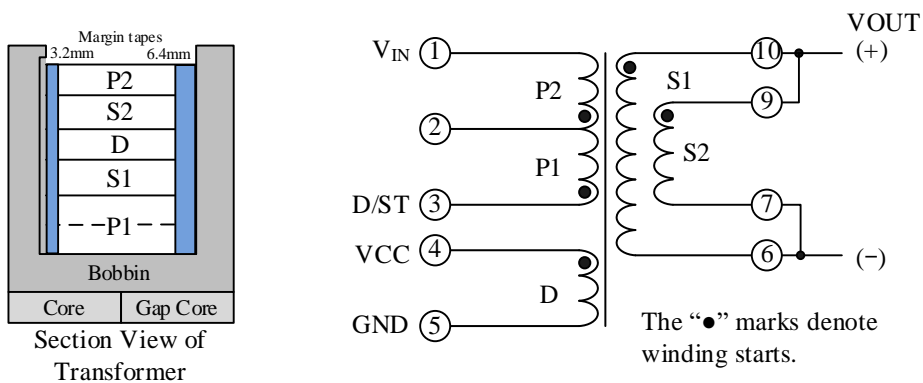 Margin tapes
3.2mm 6.4mm
P2
S2
D
S1
P1
Bobbin
Core Gap Core
Section View of
Transformer
VIN 1
P2
2
P1
D/ST 3
VCC 4
D
GND 5
VOUT
10 (+)
S1
9
S2
7
6 (−)
The “●” marks denote
winding starts.